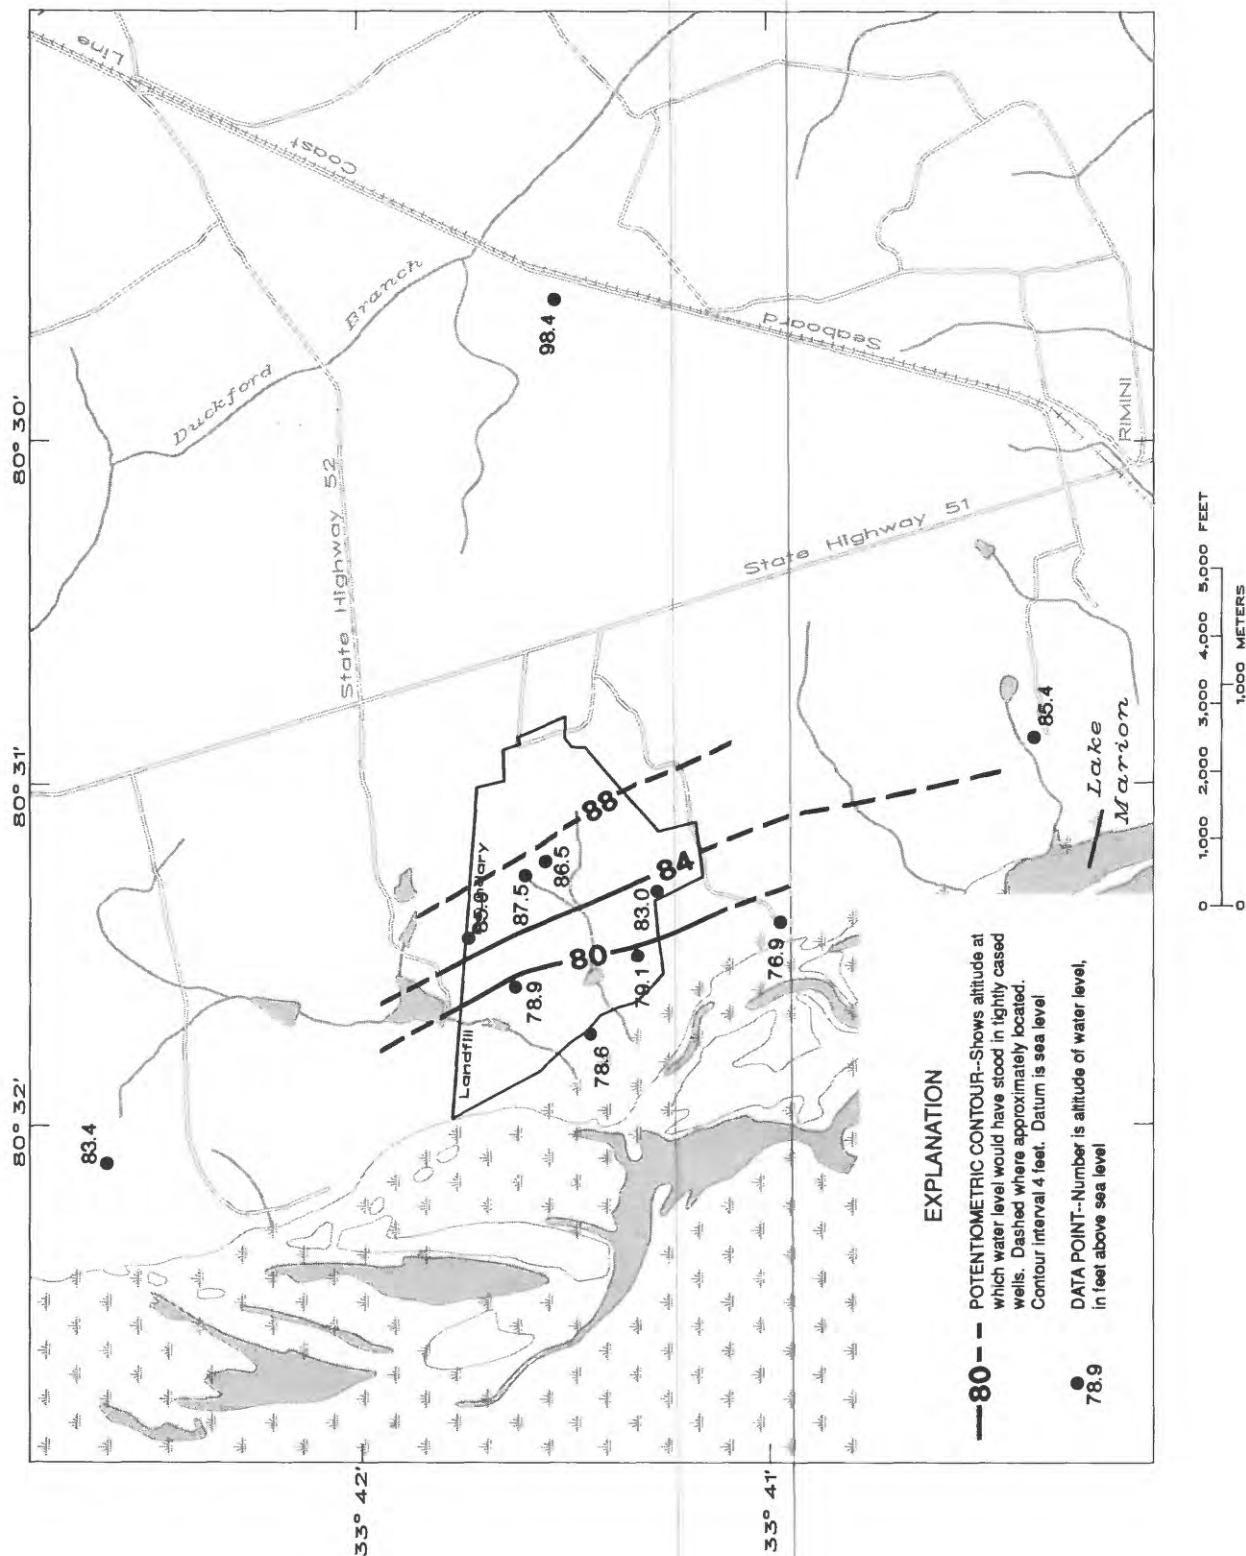 80° 32'
80° 31'
80° 30'
33° 42'
33° 41'
Line
Coast
Seaboard
Duckford
Branch
State Highway 52
State Highway 51
RIMINI
98.4
83.4
85.4
88
84
80
86.5
87.5
83.0
79.1
78.9
78.6
76.9
Landfill
Lake
Marion
EXPLANATION
80
POTENTIOMETRIC CONTOUR--Shows altitude at
which water level would have stood in tightly cased
wells. Dashed where approximately located.
Contour interval 4 feet. Datum is sea level
78.9
DATA POINT--Number is altitude of water level,
in feet above sea level
0 1,000 2,000 3,000 4,000 5,000 FEET
0 1,000 METERS